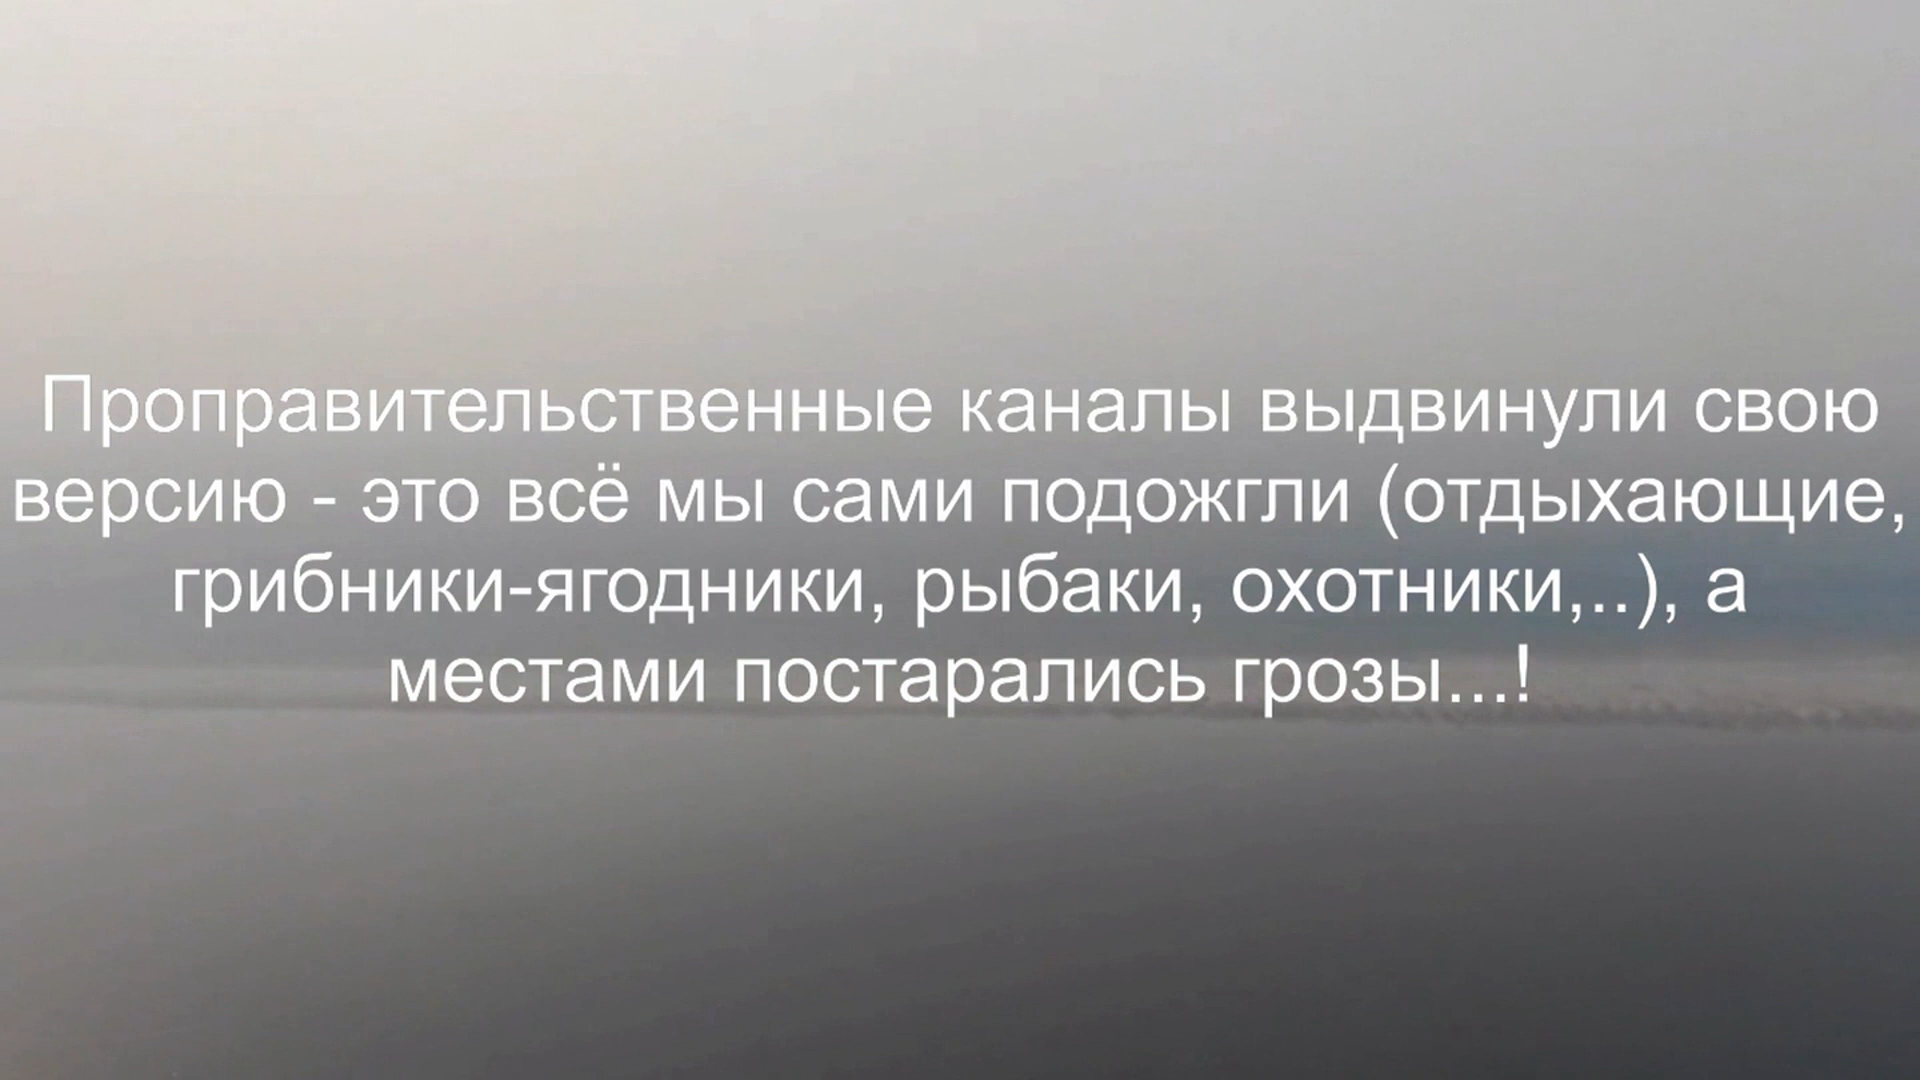 Проправительственные каналы выдвинули свою
версию - это всё мы сами подожгли (отдыхающие,
грибники-ягодники, рыбаки, охотники,..), а
местами постарались грозы...!